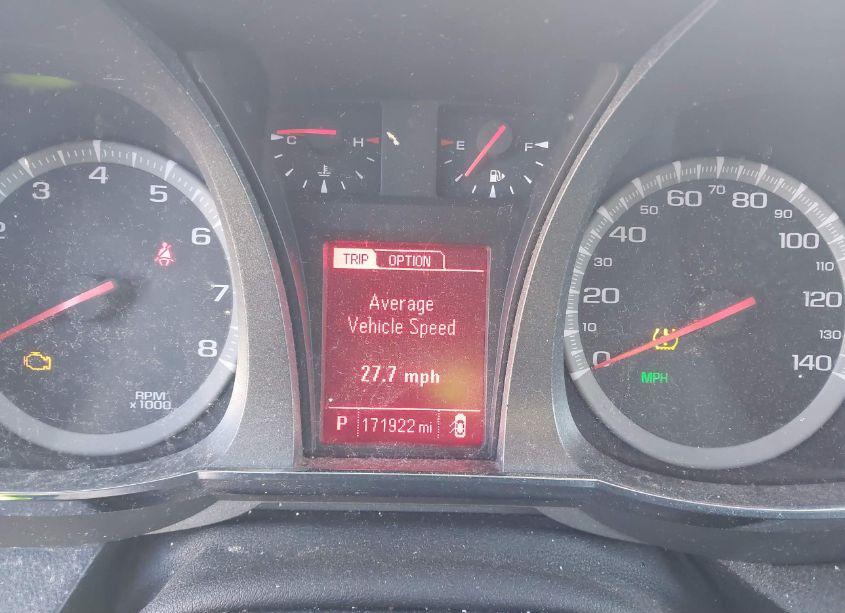 C H
E F
3 4 5 6 7 8
RPM
x 1000
TRIP OPTION
Average
Vehicle Speed
27.7 mph
P 171922 mi
0 10 20 30 40 50 60 70 80 90 100 110 120 130 140
MPH